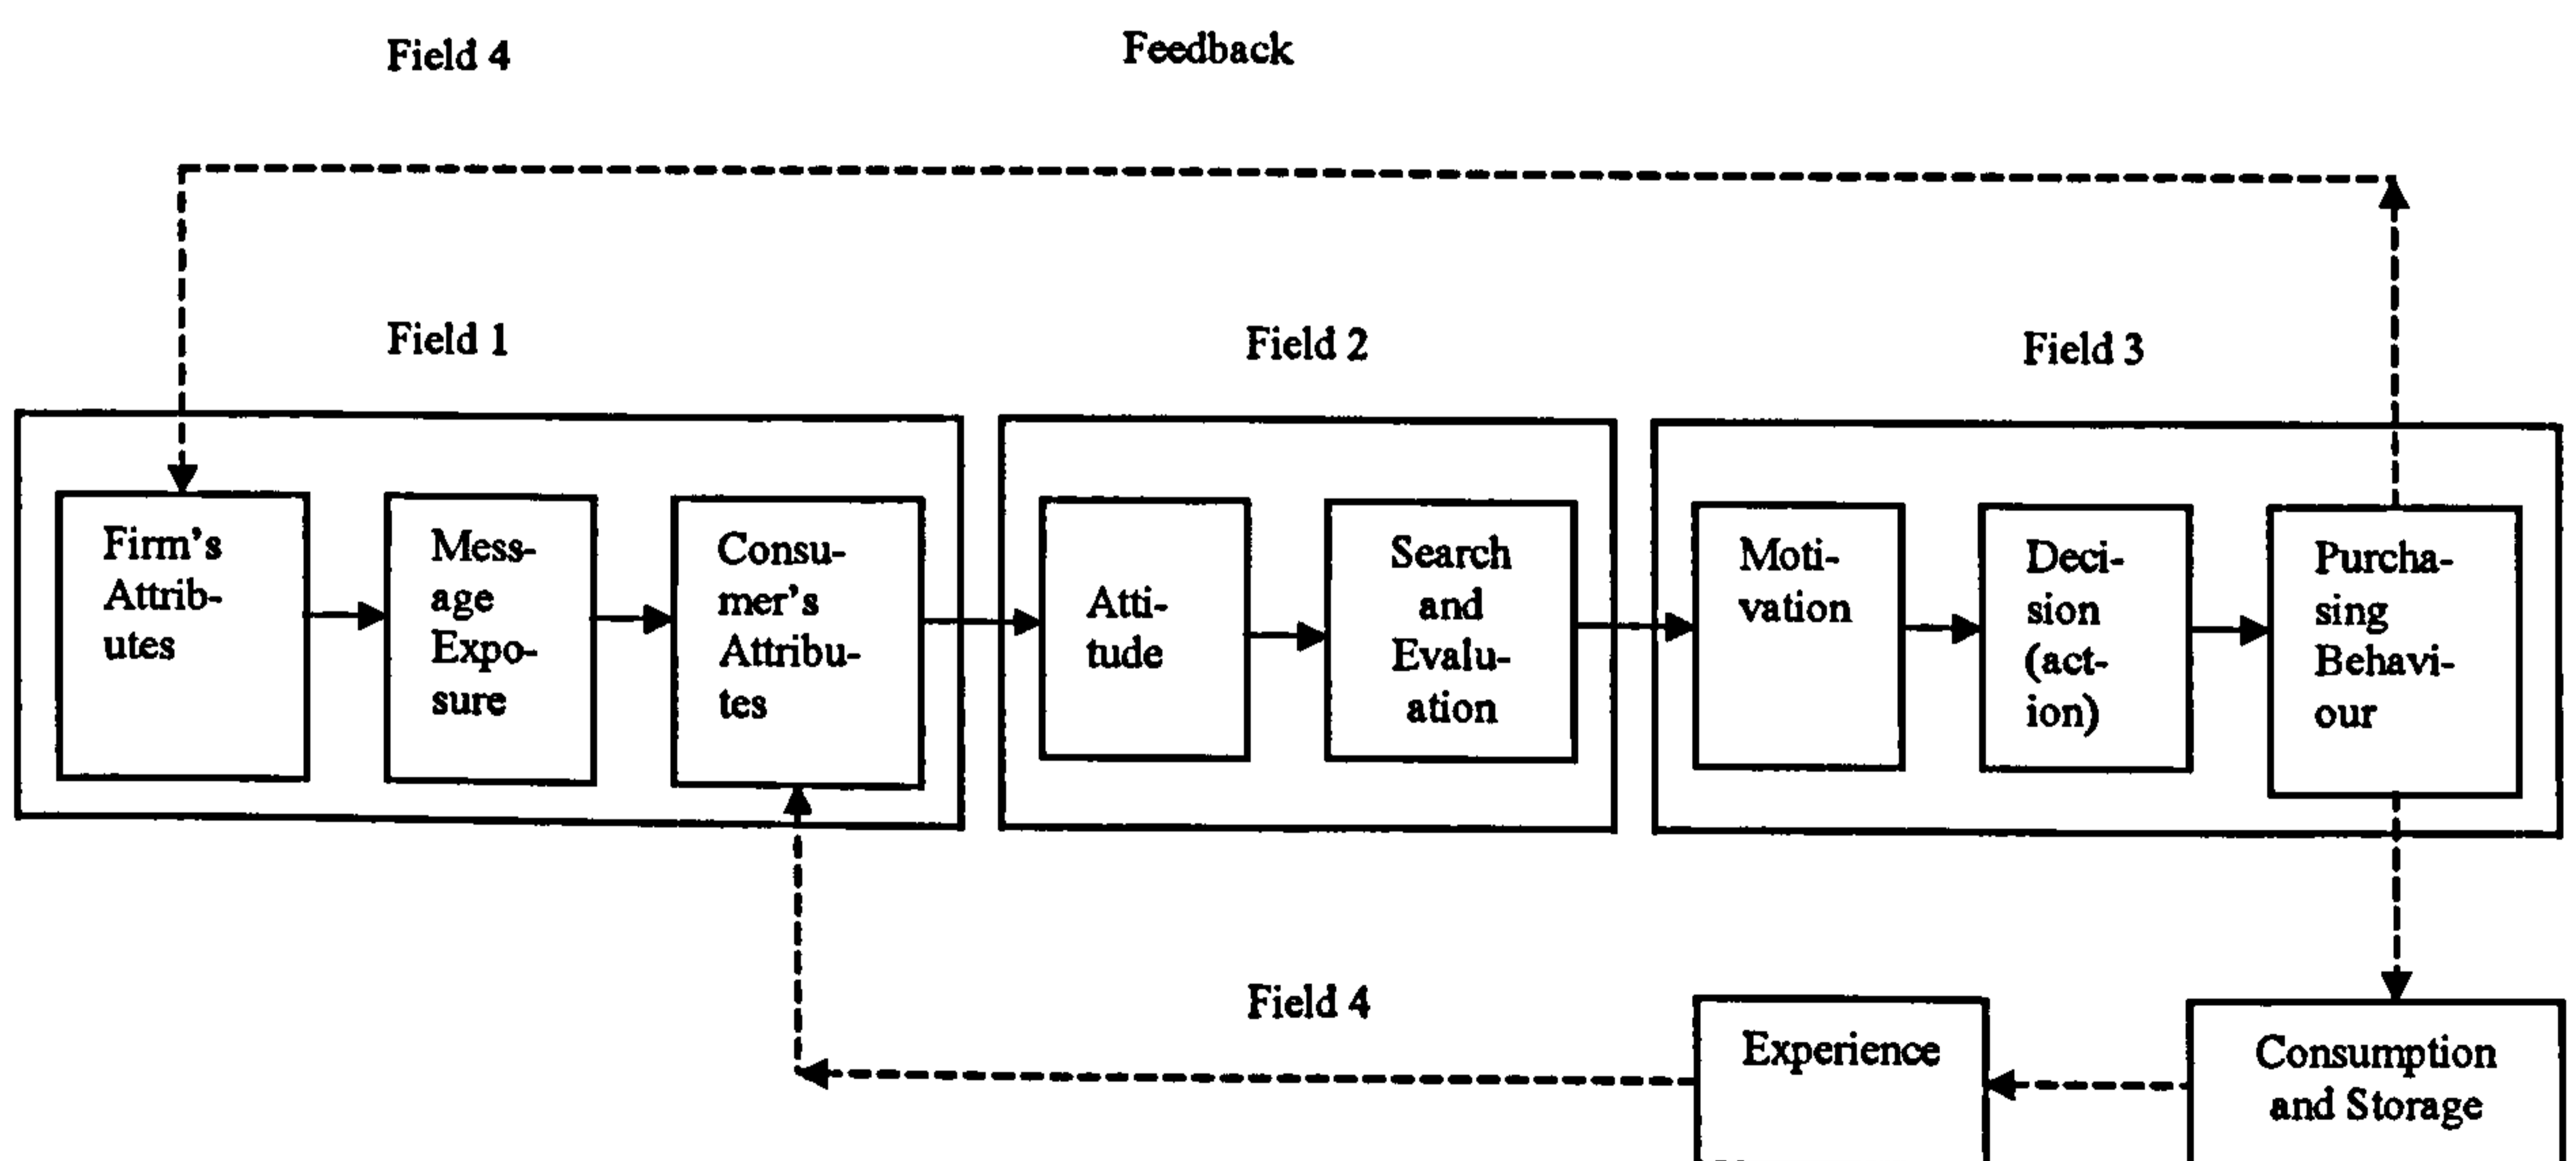 Field 4
Feedback
Field 1
Field 2
Field 3
Firm's
Attrib-
utes
Mess-
age
Expo-
sure
Consu-
mer's
Attribu-
tes
Atti-
tude
Search
and
Evalu-
ation
Moti-
vation
Deci-
sion
(act-
ion)
Purcha-
sing
Behavi-
our
Field 4
Experience
Consumption
and Storage